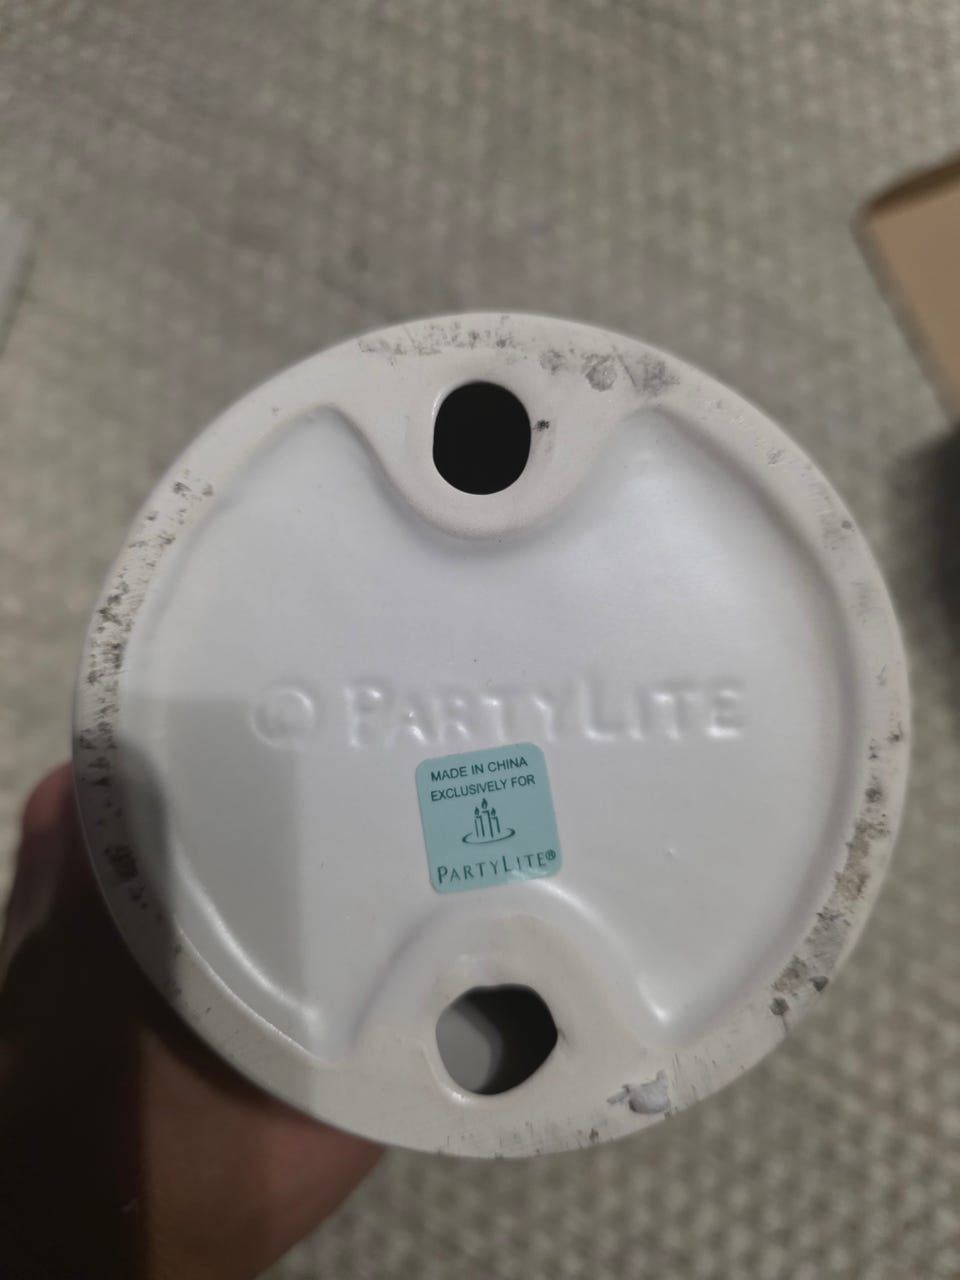 © PARTYLITE
MADE IN CHINA
EXCLUSIVELY FOR
PARTYLITE®